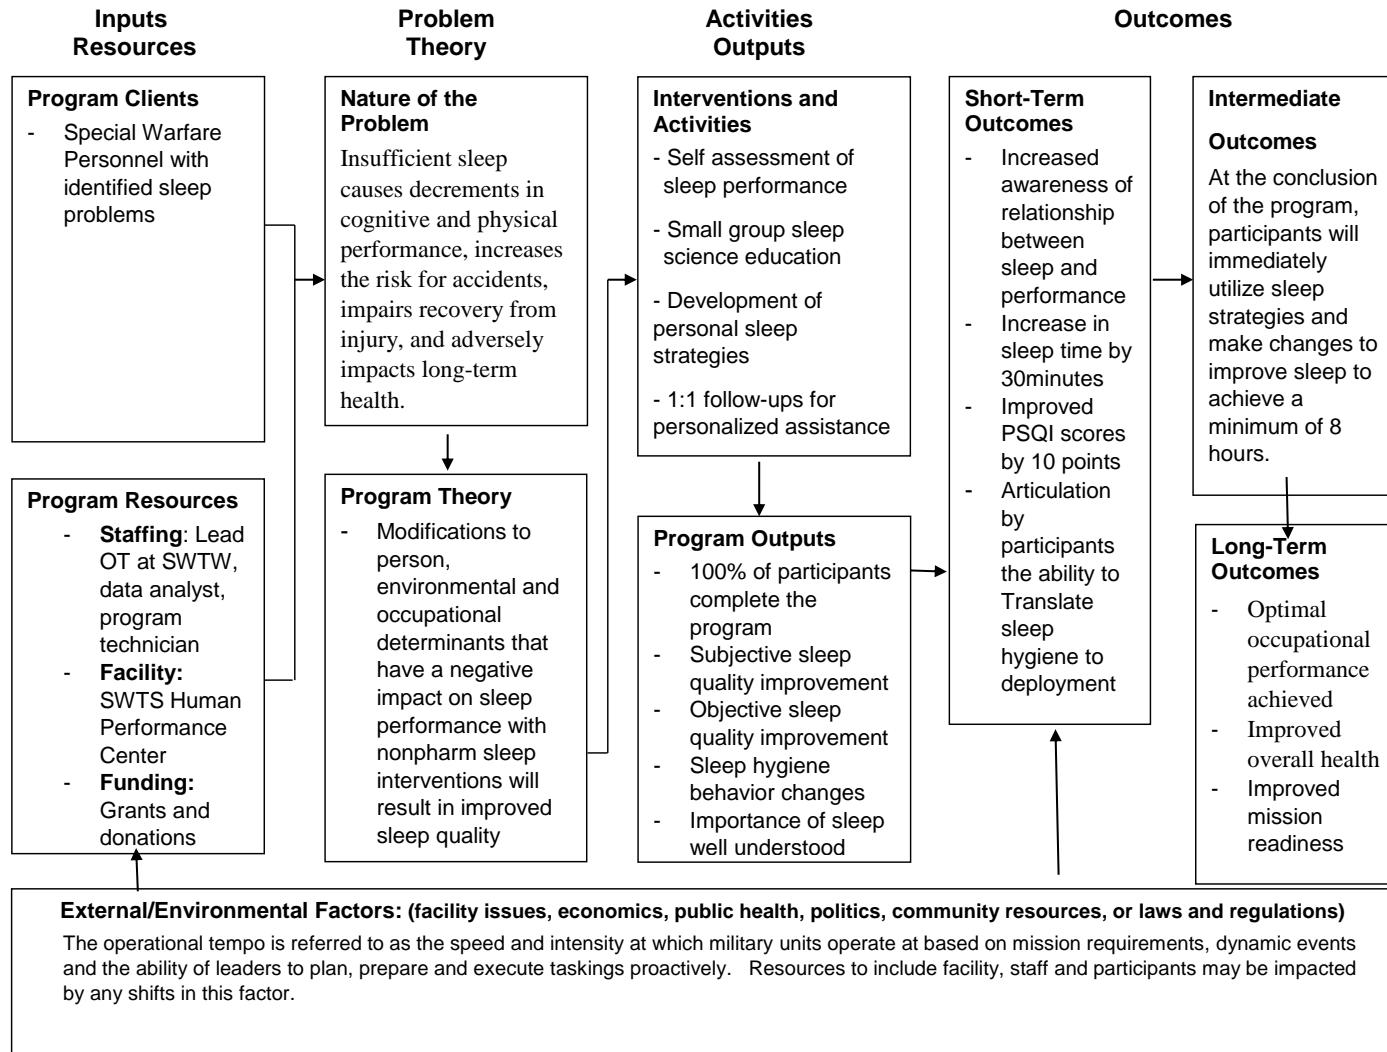 Inputs
Resources
Problem
Theory
Activities
Outputs
Outcomes
Program Clients
- Special Warfare
Personnel with
identified sleep
problems
Program Resources
- Staffing: Lead
OT at SWTW,
data analyst,
program
technician
- Facility:
SWTS Human
Performance
Center
- Funding:
Grants and
donations
Nature of the
Problem
Insufficient sleep
causes decrements in
cognitive and physical
performance, increases
the risk for accidents,
impairs recovery from
injury, and adversely
impacts long-term
health.
Program Theory
- Modifications to
person,
environmental and
occupational
determinants that
have a negative
impact on sleep
performance with
nonpharm sleep
interventions will
result in improved
sleep quality
Interventions and
Activities
- Self assessment of
sleep performance
- Small group sleep
science education
- Development of
personal sleep
strategies
- 1:1 follow-ups for
personalized assistance
Program Outputs
- 100% of participants
complete the
program
- Subjective sleep
quality improvement
- Objective sleep
quality improvement
- Sleep hygiene
behavior changes
- Importance of sleep
well understood
Short-Term
Outcomes
- Increased
awareness of
relationship
between
sleep and
performance
- Increase in
sleep time by
30minutes
- Improved
PSQI scores
by 10 points
- Articulation
by
participants
the ability to
Translate
sleep
hygiene to
deployment
Intermediate
Outcomes
At the conclusion
of the program,
participants will
immediately
utilize sleep
strategies and
make changes to
improve sleep to
achieve a
minimum of 8
hours.
Long-Term
Outcomes
- Optimal
occupational
performance
achieved
- Improved
overall health
- Improved
mission
readiness
External/Environmental Factors: (facility issues, economics, public health, politics, community resources, or laws and regulations)
The operational tempo is referred to as the speed and intensity at which military units operate at based on mission requirements, dynamic events
and the ability of leaders to plan, prepare and execute taskings proactively. Resources to include facility, staff and participants may be impacted
by any shifts in this factor.